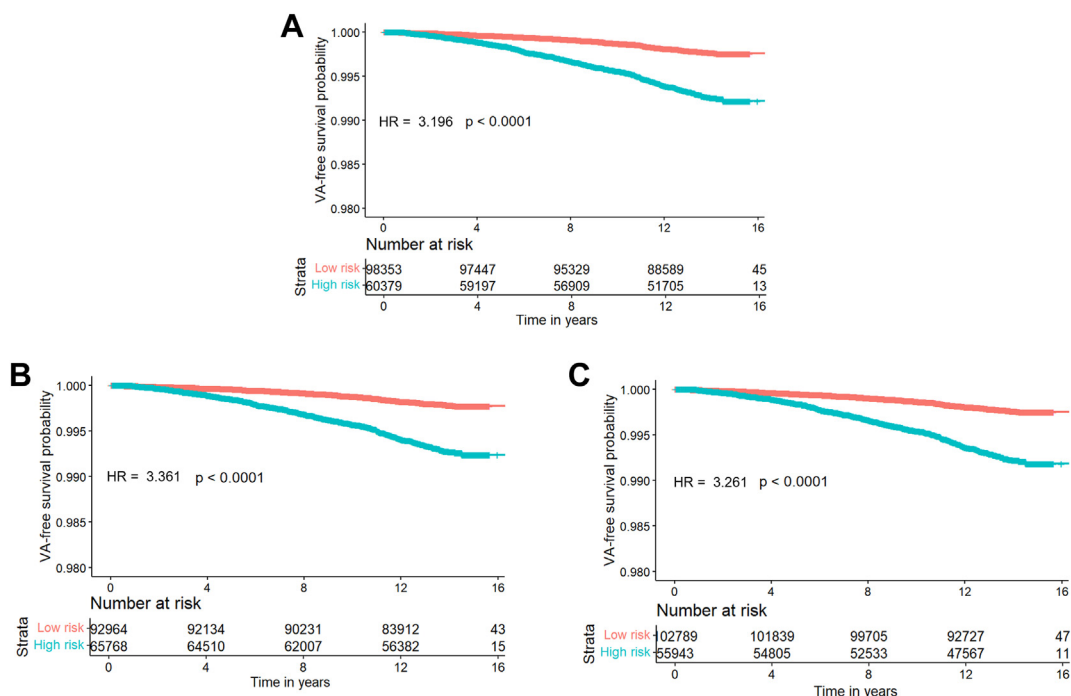 A
VA-free survival probability
1.000
0.995
0.990
0.985
0.980
HR = 3.196 p < 0.0001
0 4 8 12 16
Number at risk
Strata
Low risk 98353 97447 95329 88589 45
High risk 60379 59197 56909 51705 13
0 4 8 12 16
Time in years
B
VA-free survival probability
1.000
0.995
0.990
0.985
0.980
HR = 3.361 p < 0.0001
0 4 8 12 16
Number at risk
Strata
Low risk 92964 92134 90231 83912 43
High risk 65768 64510 62007 56382 15
0 4 8 12 16
Time in years
C
VA-free survival probability
1.000
0.995
0.990
0.985
0.980
HR = 3.261 p < 0.0001
0 4 8 12 16
Number at risk
Strata
Low risk 102789 101839 99705 92727 47
High risk 55943 54805 52533 47567 11
0 4 8 12 16
Time in years